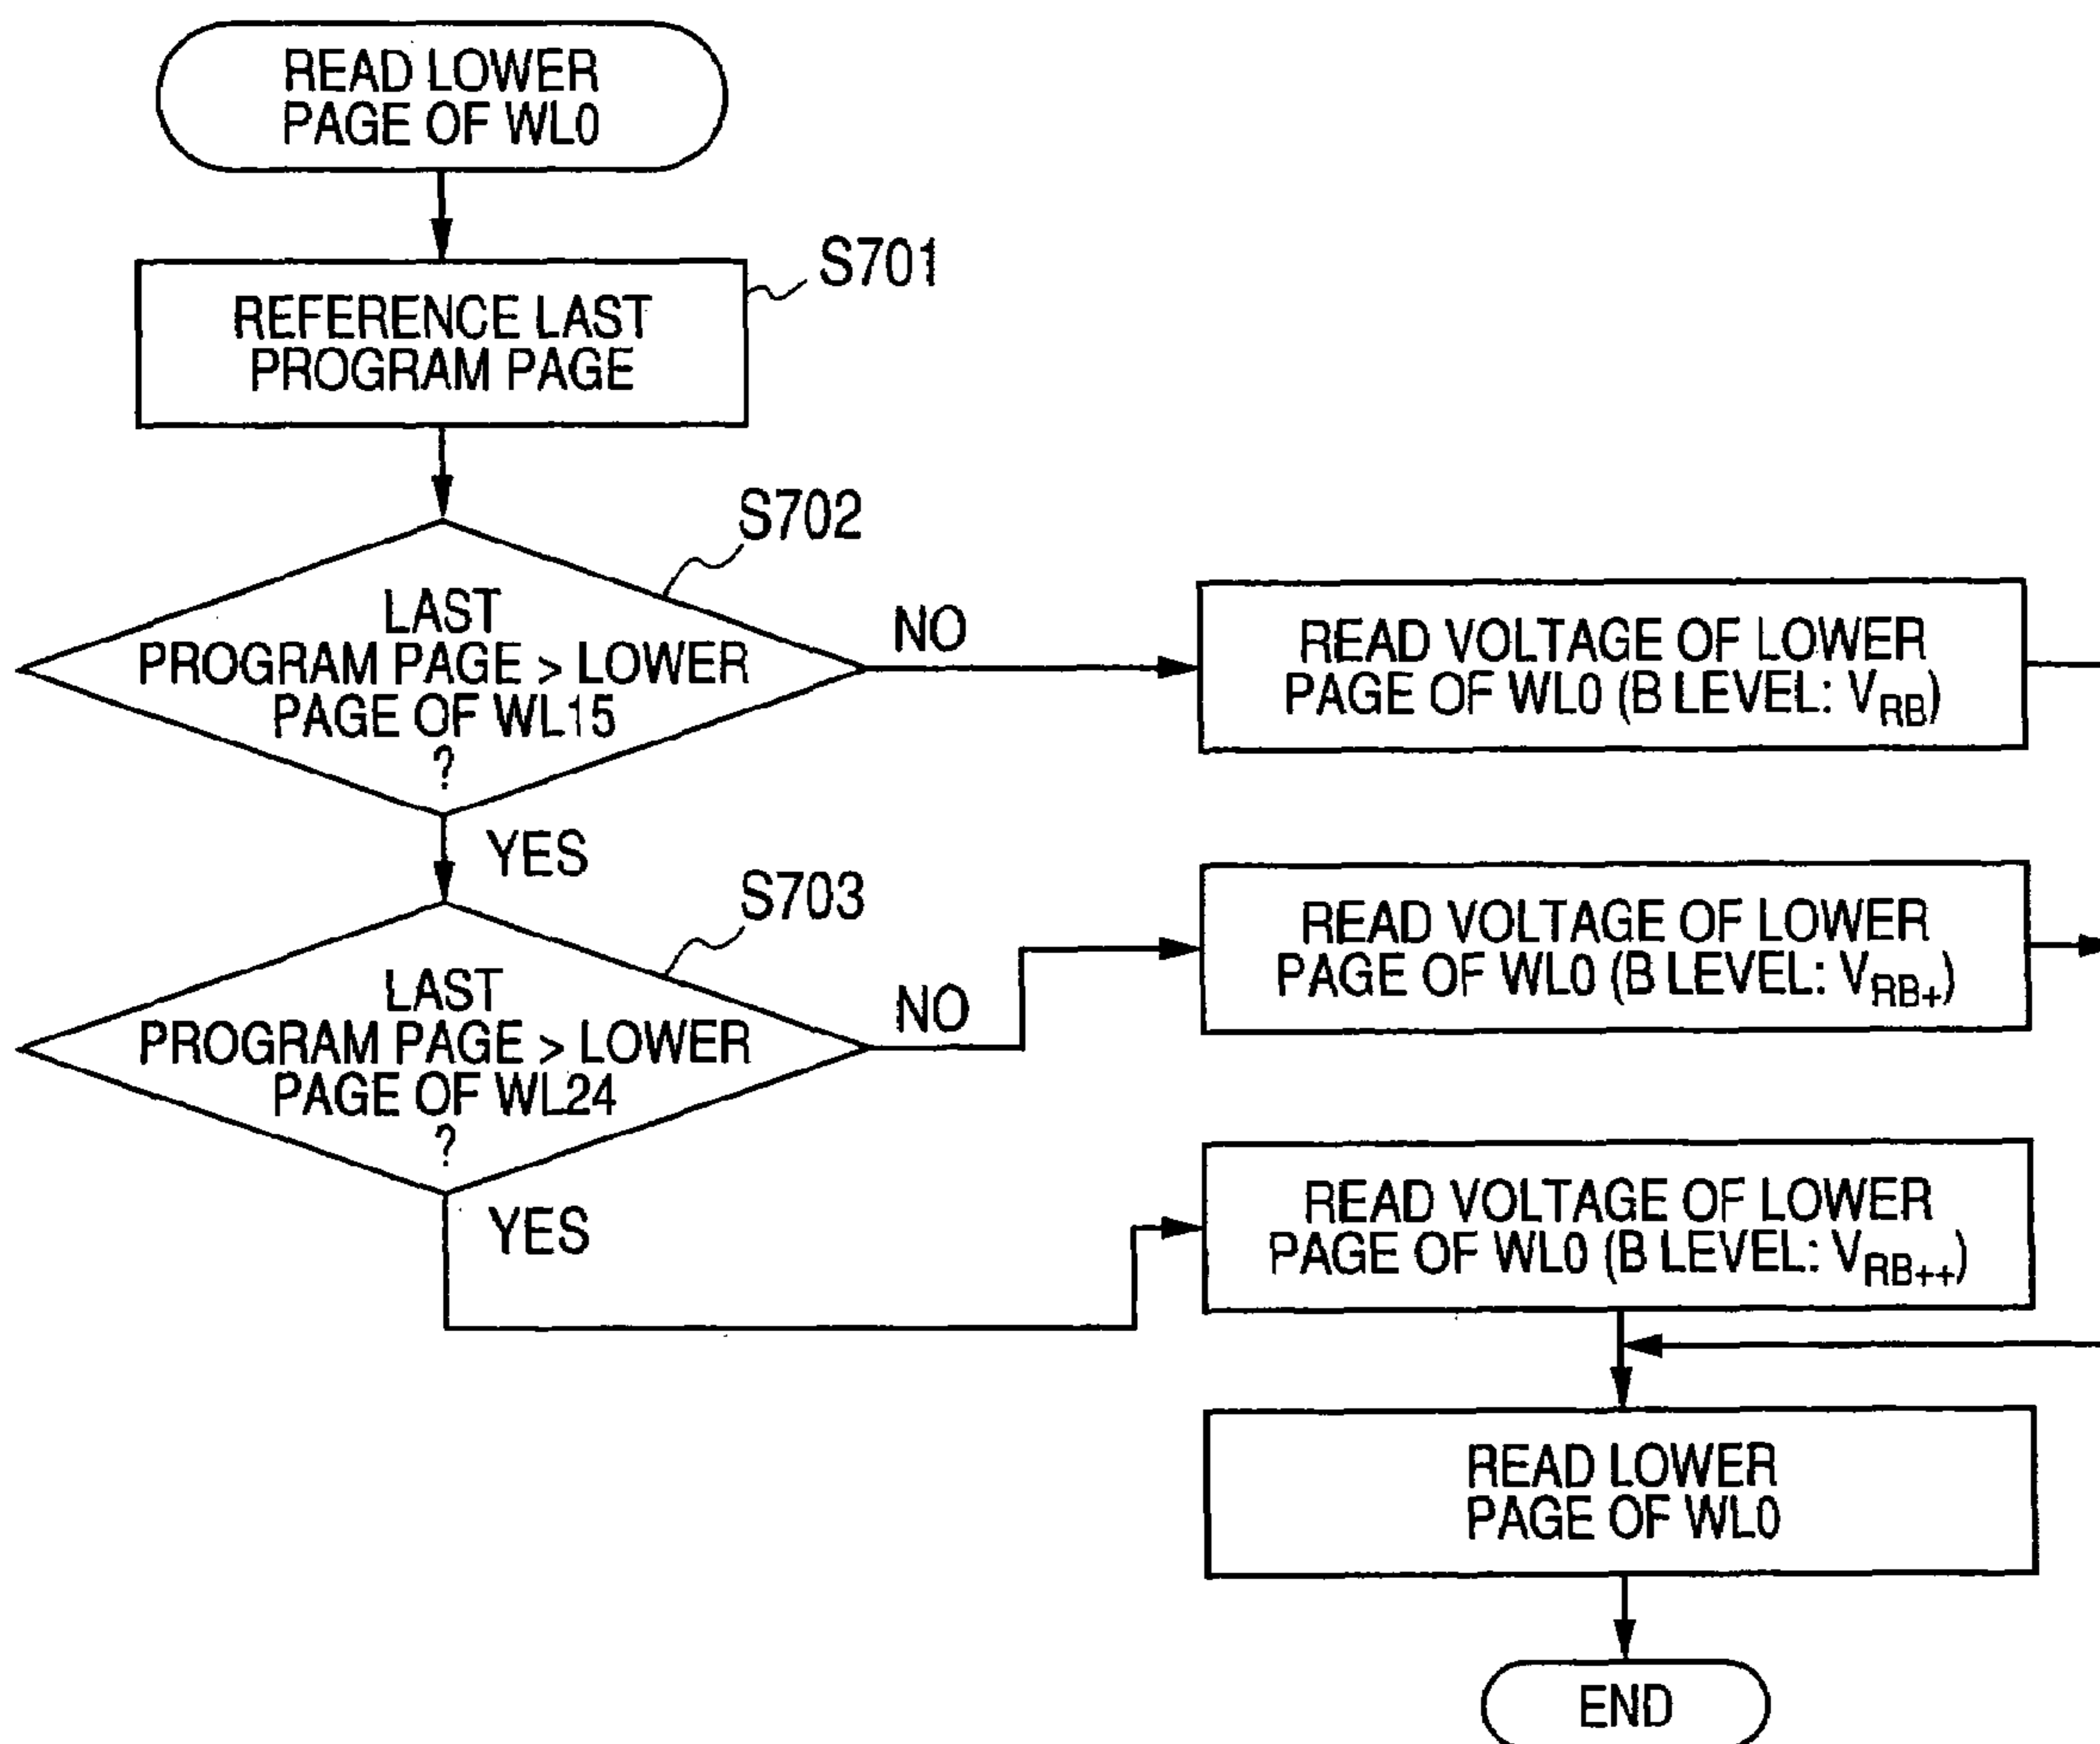 READ LOWER
PAGE OF WL0
S701
REFERENCE LAST
PROGRAM PAGE
S702
LAST
PROGRAM PAGE > LOWER
PAGE OF WL15
?
NO
READ VOLTAGE OF LOWER
PAGE OF WL0 (B LEVEL: VRB)
YES
S703
LAST
PROGRAM PAGE > LOWER
PAGE OF WL24
?
NO
READ VOLTAGE OF LOWER
PAGE OF WL0 (B LEVEL: VRB+)
YES
READ VOLTAGE OF LOWER
PAGE OF WL0 (B LEVEL: VRB++)
READ LOWER
PAGE OF WL0
END